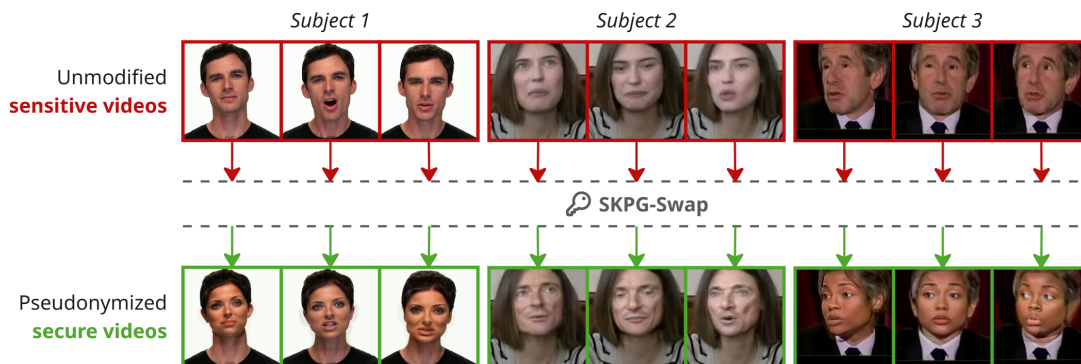 Subject 1
Subject 2
Subject 3
Unmodified
sensitive videos
SKPG-Swap
Pseudonymized
secure videos